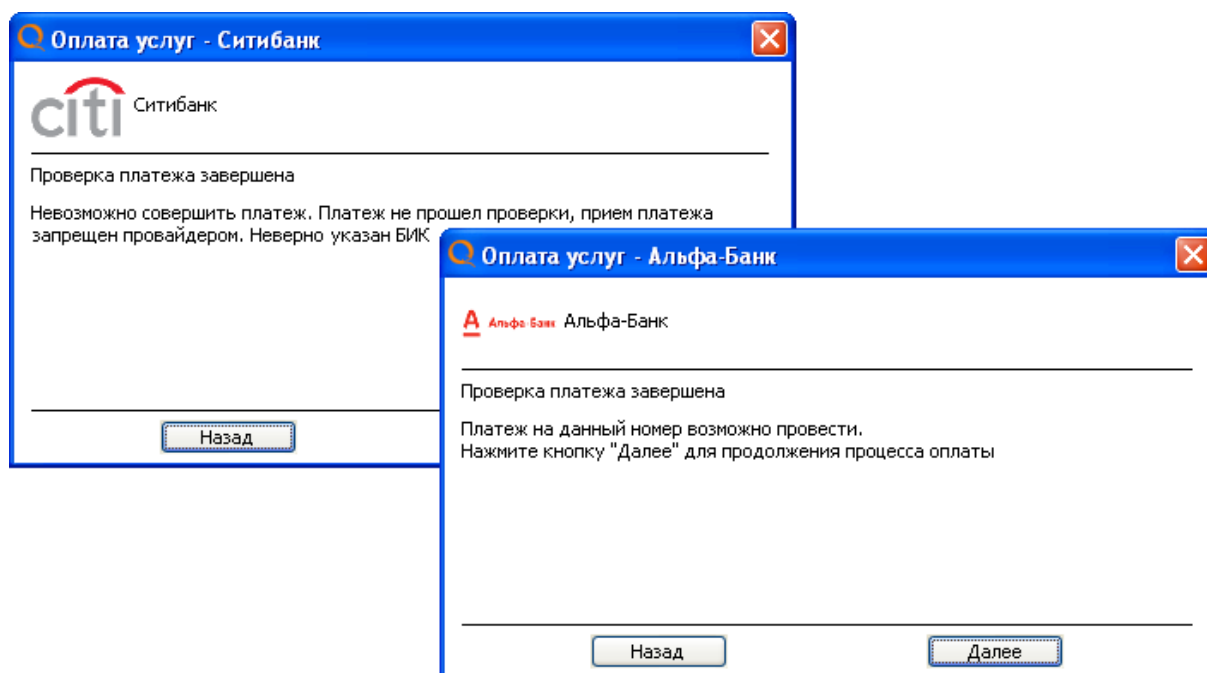 Оплата услуг - Ситибанк
citi Ситибанк
Проверка платежа завершена
Невозможно совершить платеж. Платеж не прошел проверки, прием платежа
запрещен провайдером. Неверно указан БИК
Назад
Оплата услуг - Альфа-Банк
А Альфа·Банк Альфа-Банк
Проверка платежа завершена
Платеж на данный номер возможно провести.
Нажмите кнопку "Далее" для продолжения процесса оплаты
Назад Далее